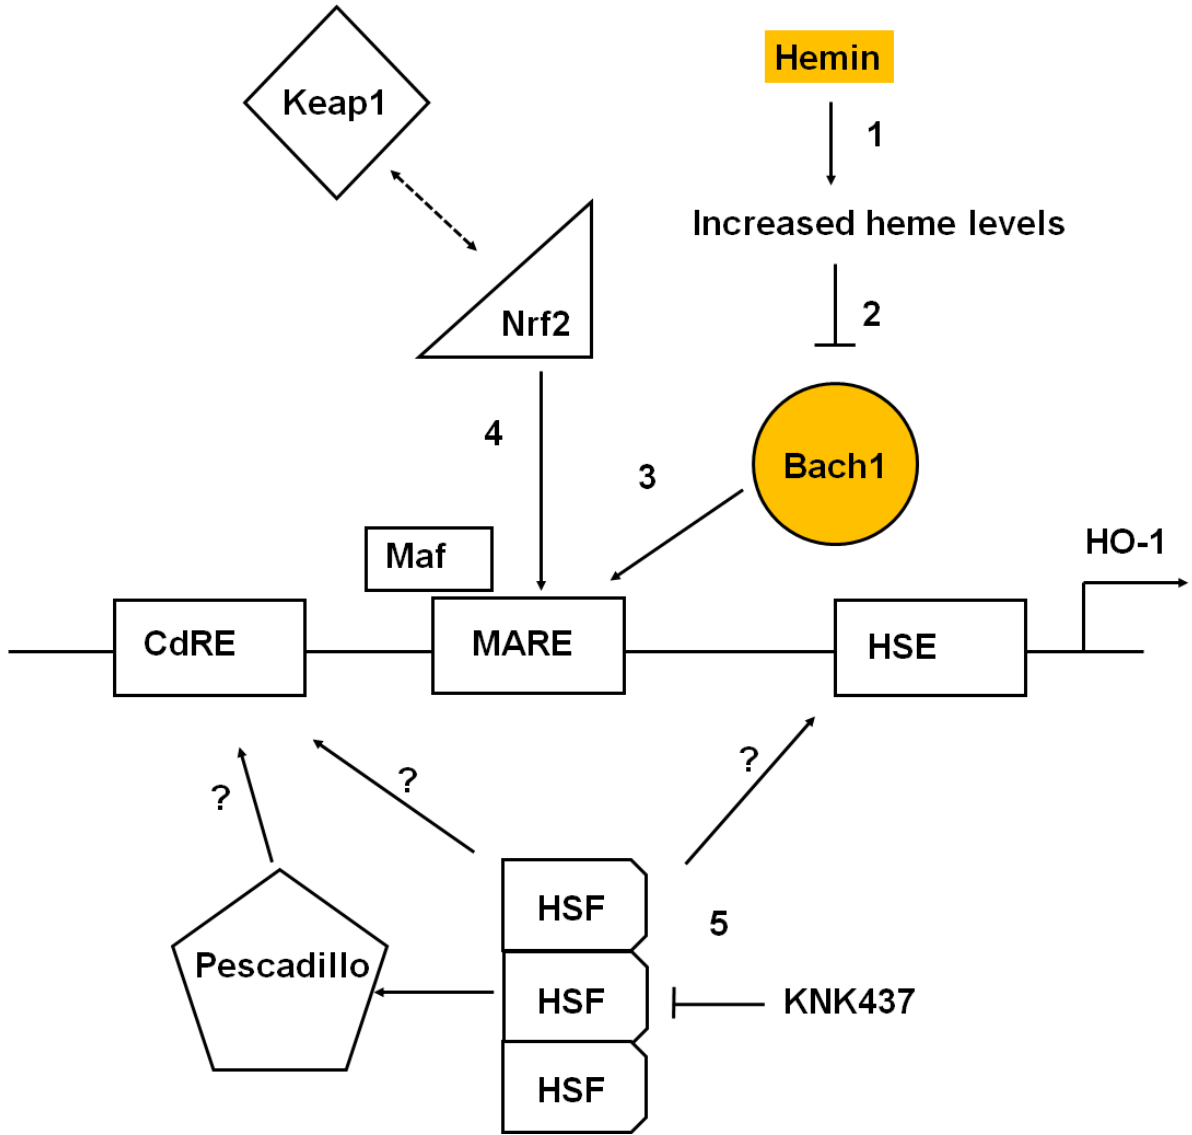 Hemin
Keap1
1
Increased heme levels
2
Nrf2
4
3
Bach1
HO-1
Maf
CdRE
MARE
HSE
?
?
?
HSF
5
Pescadillo
HSF
KNK437
HSF